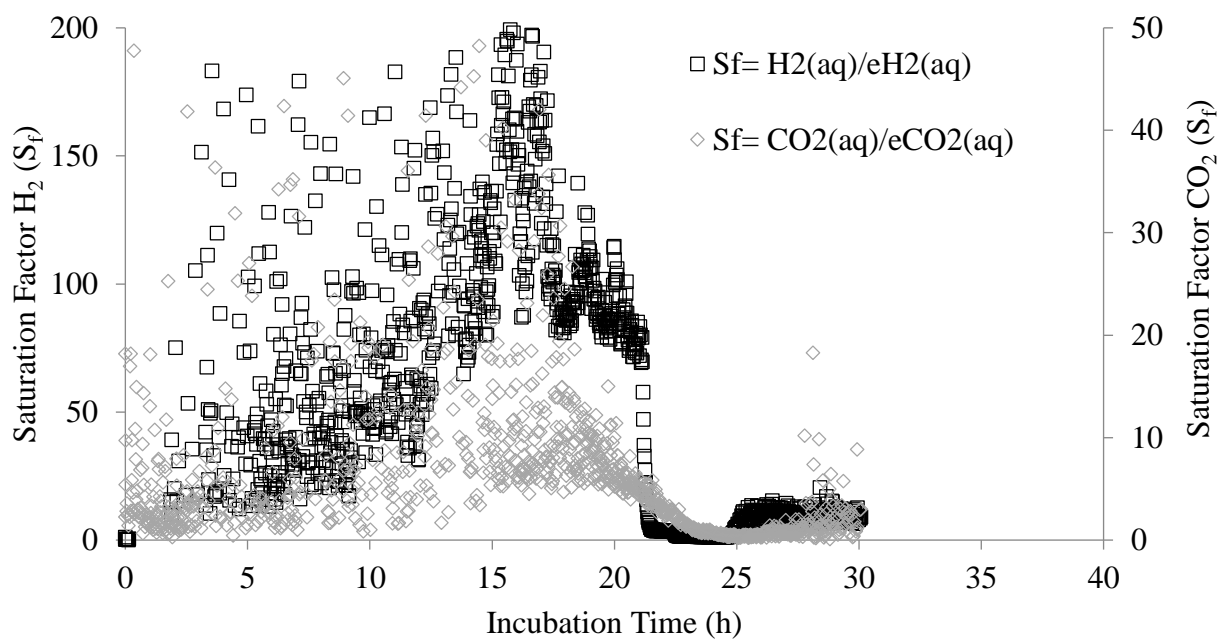 200
150
100
50
0
Saturation Factor H2 (Sf)
50
40
30
20
10
0
Saturation Factor CO2 (Sf)
Sf= H2(aq)/eH2(aq)
Sf= CO2(aq)/eCO2(aq)
0 5 10 15 20 25 30 35 40
Incubation Time (h)